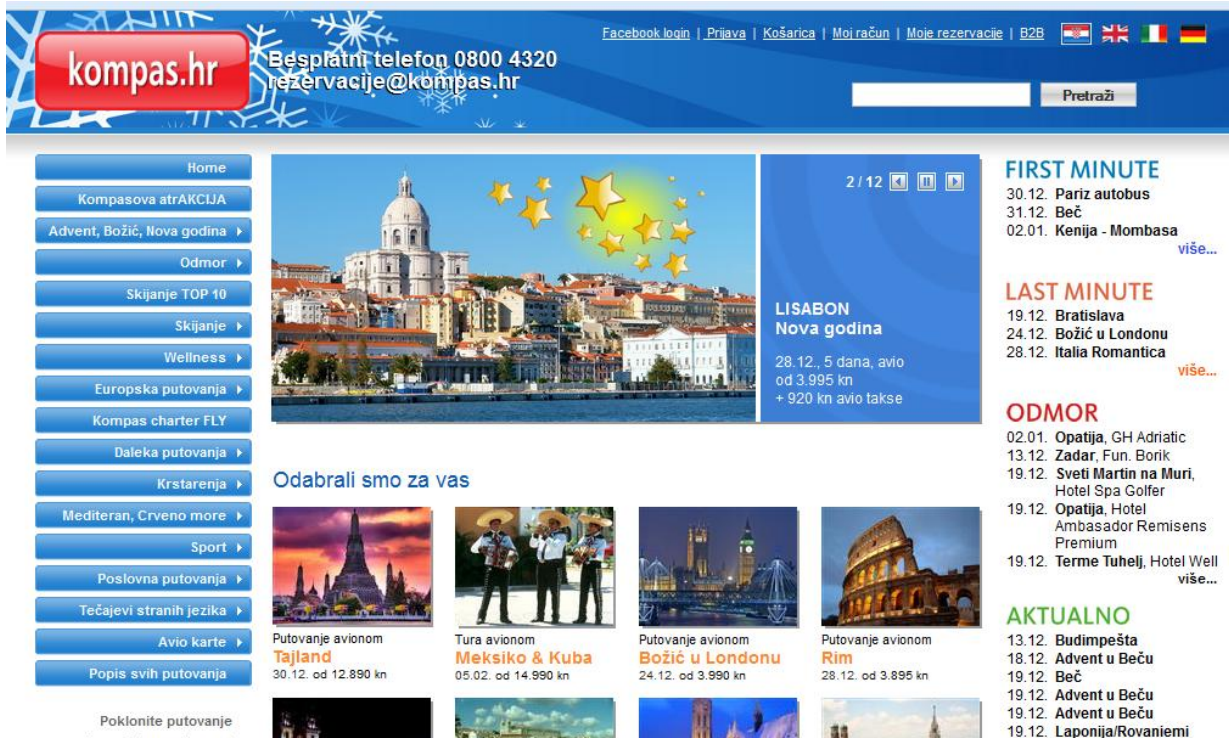 Facebook login | Prijava | Košarica | Moj račun | Moje rezervacije | B2B
kompas.hr
Besplatni telefon 0800 4320
rezervacije@kompas.hr
Pretraži
Home
Kompasova atrAKCIJA
Advent, Božić, Nova godina
Odmor
Skijanje TOP 10
Skijanje
Wellness
Europska putovanja
Kompas charter FLY
Daleka putovanja
Krstarenja
Mediteran, Crveno more
Sport
Poslovna putovanja
Tečajevi stranih jezika
Avio karte
Popis svih putovanja
Poklonite putovanje
2 / 12
LISABON
Nova godina
28.12., 5 dana, avio
od 3.995 kn
+ 920 kn avio takse
Odabrali smo za vas
Putovanje avionom
Tajland
30.12. od 12.890 kn
Tura avionom
Meksiko & Kuba
05.02. od 14.990 kn
Putovanje avionom
Božić u Londonu
24.12. od 3.990 kn
Putovanje avionom
Rim
28.12. od 3.895 kn
FIRST MINUTE
30.12. Pariz autobus
31.12. Beč
02.01. Kenija - Mombasa
više...
LAST MINUTE
19.12. Bratislava
24.12. Božić u Londonu
28.12. Italia Romantica
više...
ODMOR
02.01. Opatija, GH Adriatic
13.12. Zadar, Fun. Borik
19.12. Sveti Martin na Muri,
Hotel Spa Golfer
19.12. Opatija, Hotel
Ambasador Remisens
Premium
19.12. Terme Tuhelj, Hotel Well
više...
AKTUALNO
13.12. Budimpešta
18.12. Advent u Beču
19.12. Beč
19.12. Advent u Beču
19.12. Advent u Beču
19.12. Laponija/Rovaniemi